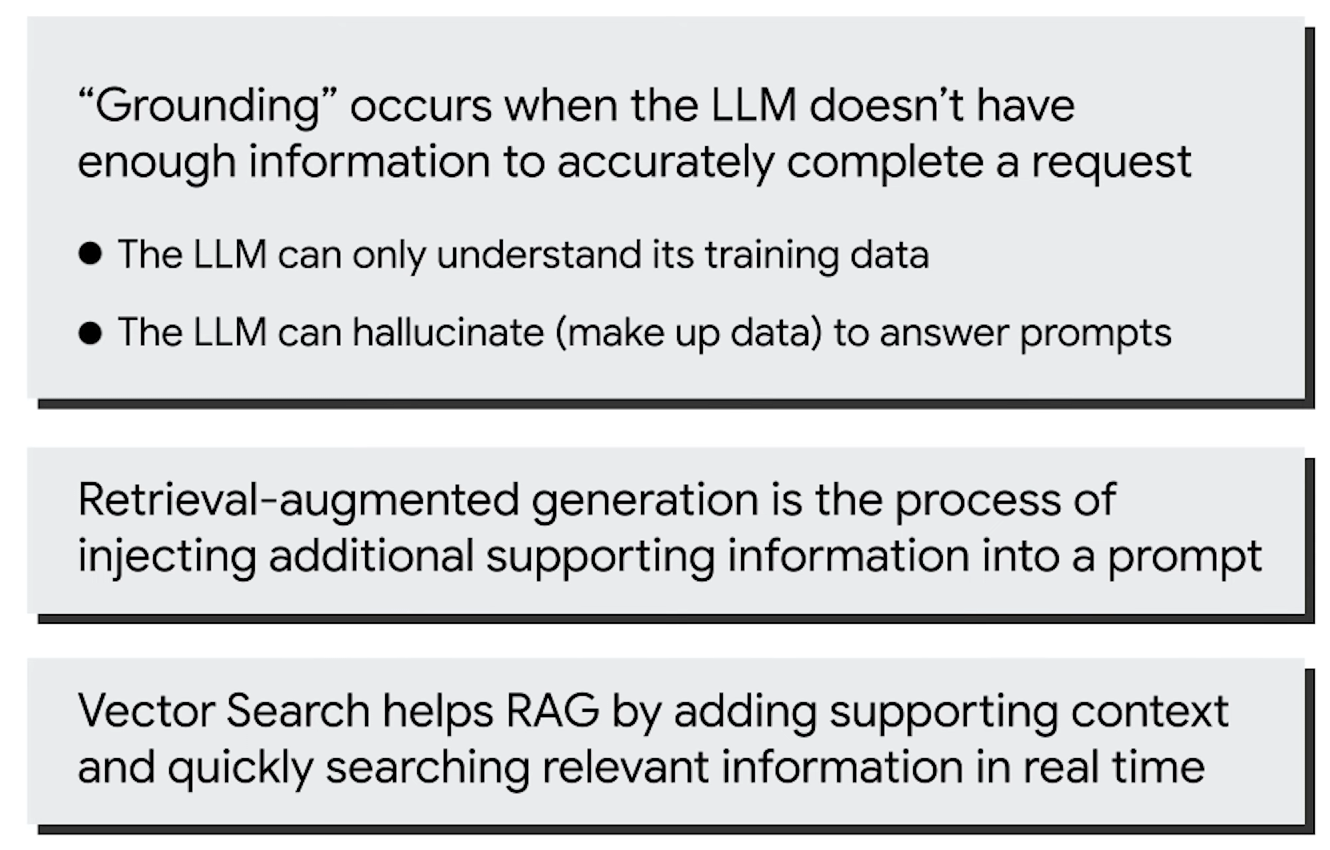 “Grounding” occurs when the LLM doesn’t have
enough information to accurately complete a request
● The LLM can only understand its training data
● The LLM can hallucinate (make up data) to answer prompts
Retrieval-augmented generation is the process of
injecting additional supporting information into a prompt
Vector Search helps RAG by adding supporting context
and quickly searching relevant information in real time